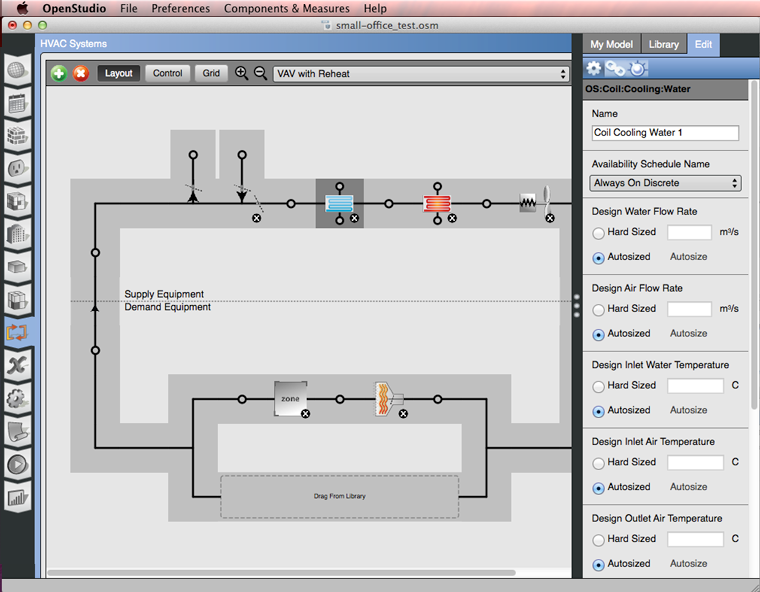 OpenStudio File Preferences Components & Measures Help
small-office_test.osm
HVAC Systems
My Model Library Edit
Layout Control Grid VAV with Reheat
OS:Coil:Cooling:Water
Name
Coil Cooling Water 1
Availability Schedule Name
Always On Discrete
Design Water Flow Rate
Hard Sized m³/s
Autosized Autosize
Design Air Flow Rate
Hard Sized m³/s
Autosized Autosize
Design Inlet Water Temperature
Hard Sized C
Autosized Autosize
Design Inlet Air Temperature
Hard Sized C
Autosized Autosize
Design Outlet Air Temperature
Hard Sized C
Autosized Autosize
Supply Equipment
Demand Equipment
zone
Drag From Library